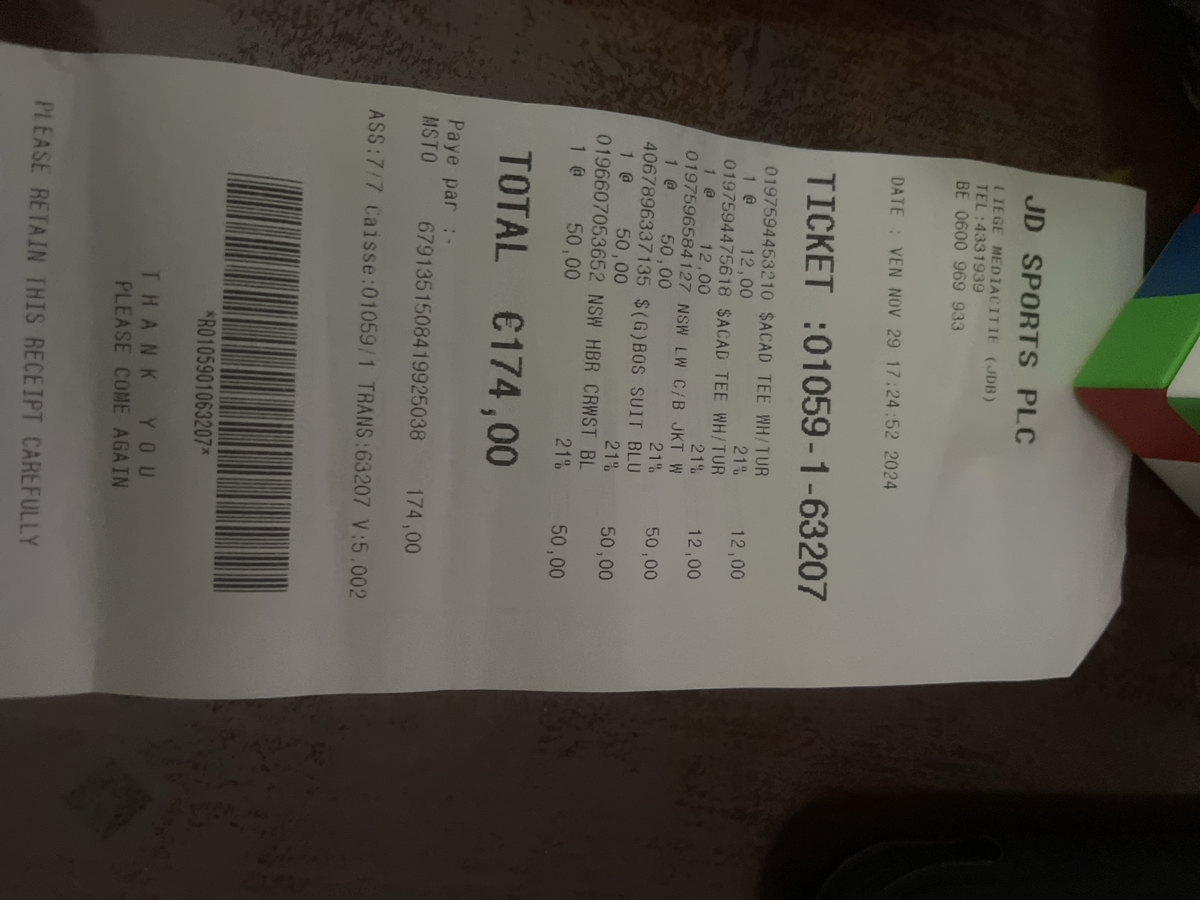 JD SPORTS PLC
LIEGE MEDIACITTE (JDB)
TEL:4331939
BE 0600 969 933
DATE : VEN NOV 29 17:24:52 2024
TICKET :01059-1-63207
0197594453210 $ACAD TEE WH/TUR
1 @ 12,00 21% 12,00
0197594475618 $ACAD TEE WH/TUR
1 @ 12,00 21% 12,00
0197596584127 NSW LW C/B JKT W
1 @ 50,00 21% 50,00
4067896337135 $(G)BOS SUIT BLU
1 @ 50,00 21% 50,00
0196607053652 NSW HBR CRWST BL
1 @ 50,00 21% 50,00
TOTAL €174,00
Paye par :-
MSTO 6791351508419925038 174,00
ASS:7/7 Caisse:01059/1 TRANS:63207 V:5.002
*R0105901063207*
T H A N K Y O U
PLEASE COME AGAIN
PLEASE RETAIN THIS RECEIPT CAREFULLY